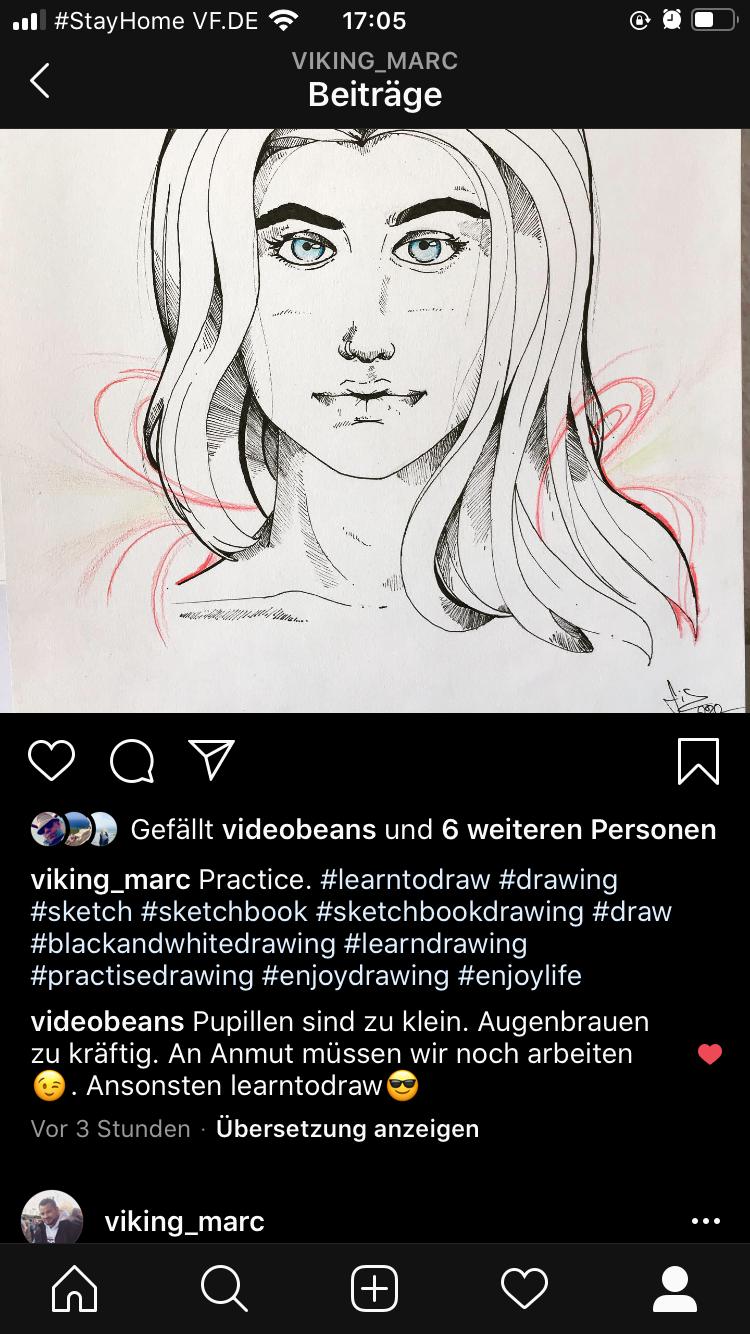 #StayHome VF.DE 17:05
VIKING_MARC
Beiträge
Gefällt videobeans und 6 weiteren Personen
viking_marc Practice. #learntodraw #drawing
#sketch #sketchbook #sketchbookdrawing #draw
#blackandwhitedrawing #learndrawing
#practisedrawing #enjoydrawing #enjoylife
videobeans Pupillen sind zu klein. Augenbrauen
zu kräftig. An Anmut müssen wir noch arbeiten
😉. Ansonsten learntodraw😎
Vor 3 Stunden · Übersetzung anzeigen
viking_marc